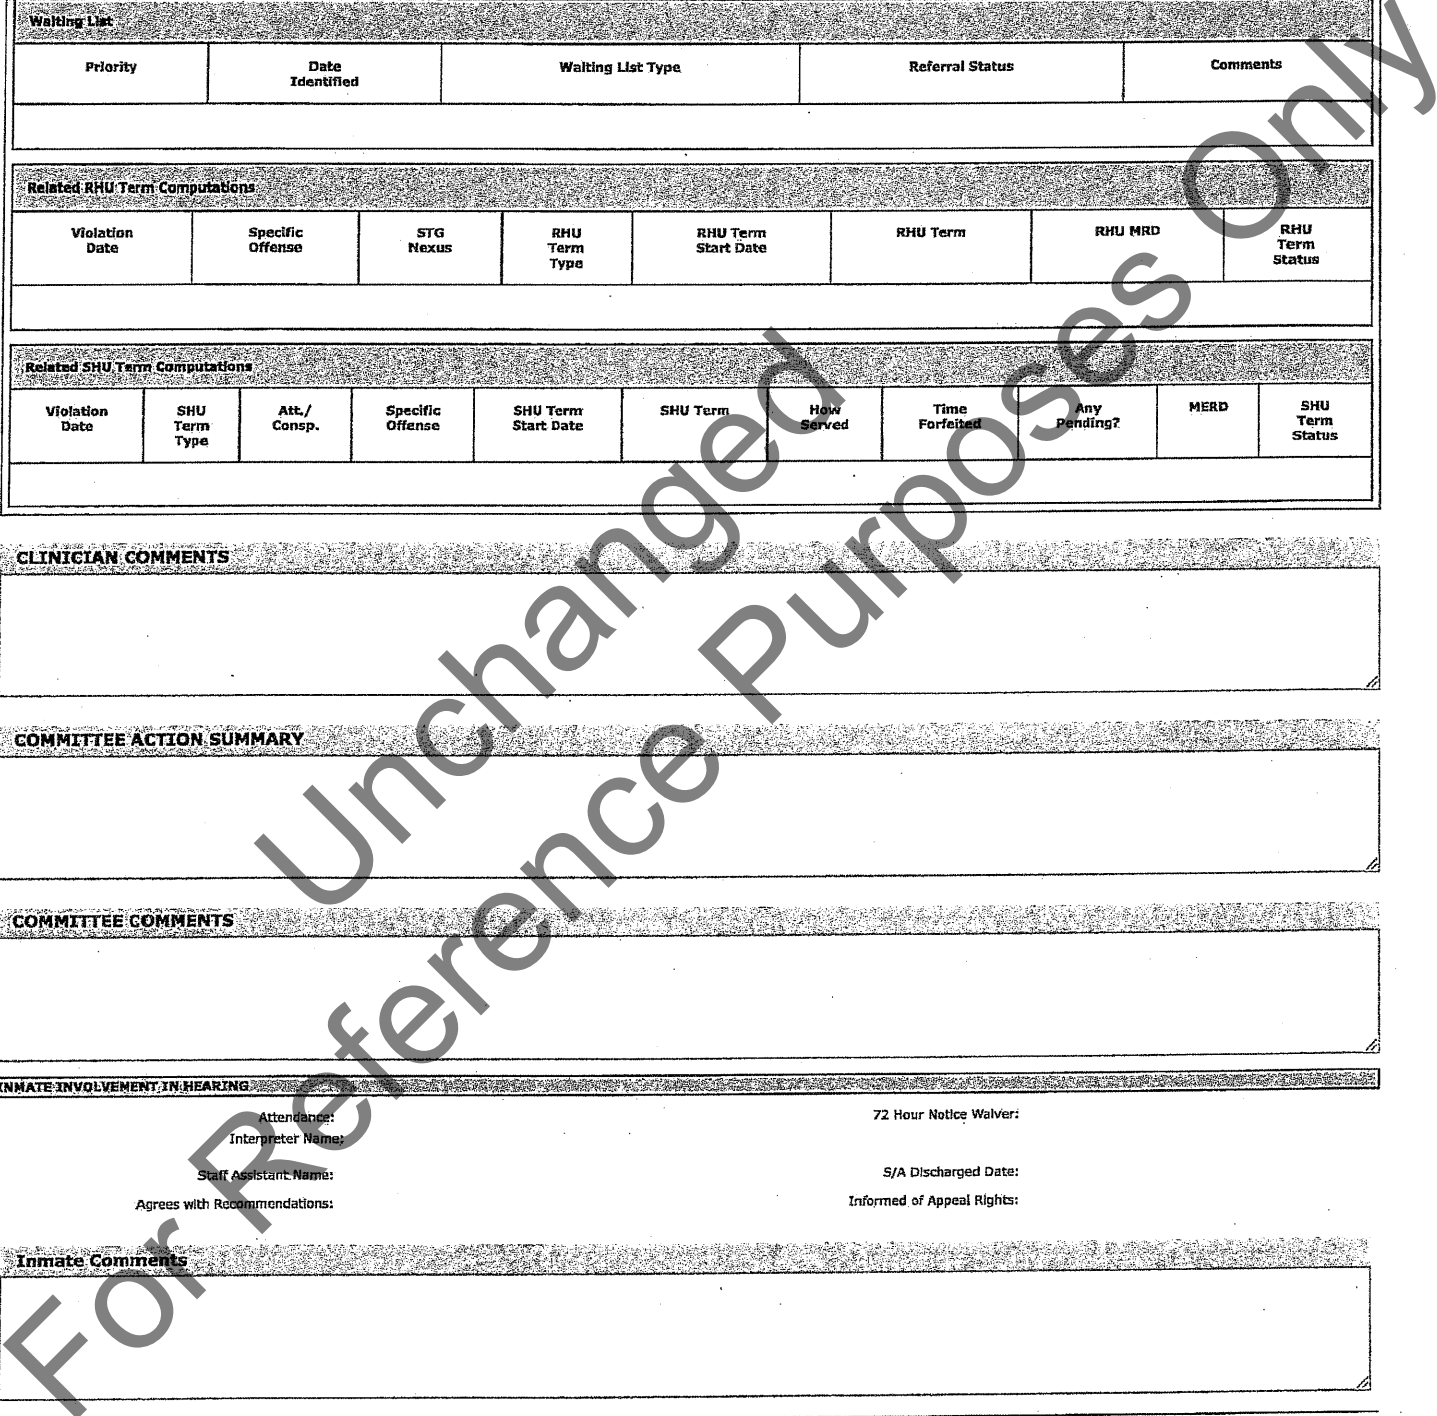 Waiting List
Priority Date Waiting List Type Referral Status Comments
Identified
Related RHU Term Computations
Violation Specific STG RHU RHU Term RHU Term RHU MRD RHU
Date Offense Nexus Term Start Date Term
Type Status
Related SHU Term Computations
Violation SHU Att./ Specific SHU Term SHU Term How Time Any MERD SHU
Date Term Consp. Offense Start Date Served Forfeited Pending? Term
Type Status
CLINICIAN COMMENTS
COMMITTEE ACTION SUMMARY
COMMITTEE COMMENTS
INMATE INVOLVEMENT IN HEARING
Attendance: 72 Hour Notice Waiver:
Interpreter Name:
Staff Assistant Name: S/A Discharged Date:
Agrees with Recommendations: Informed of Appeal Rights:
Inmate Comments
Unchanged
For Reference Purposes Only